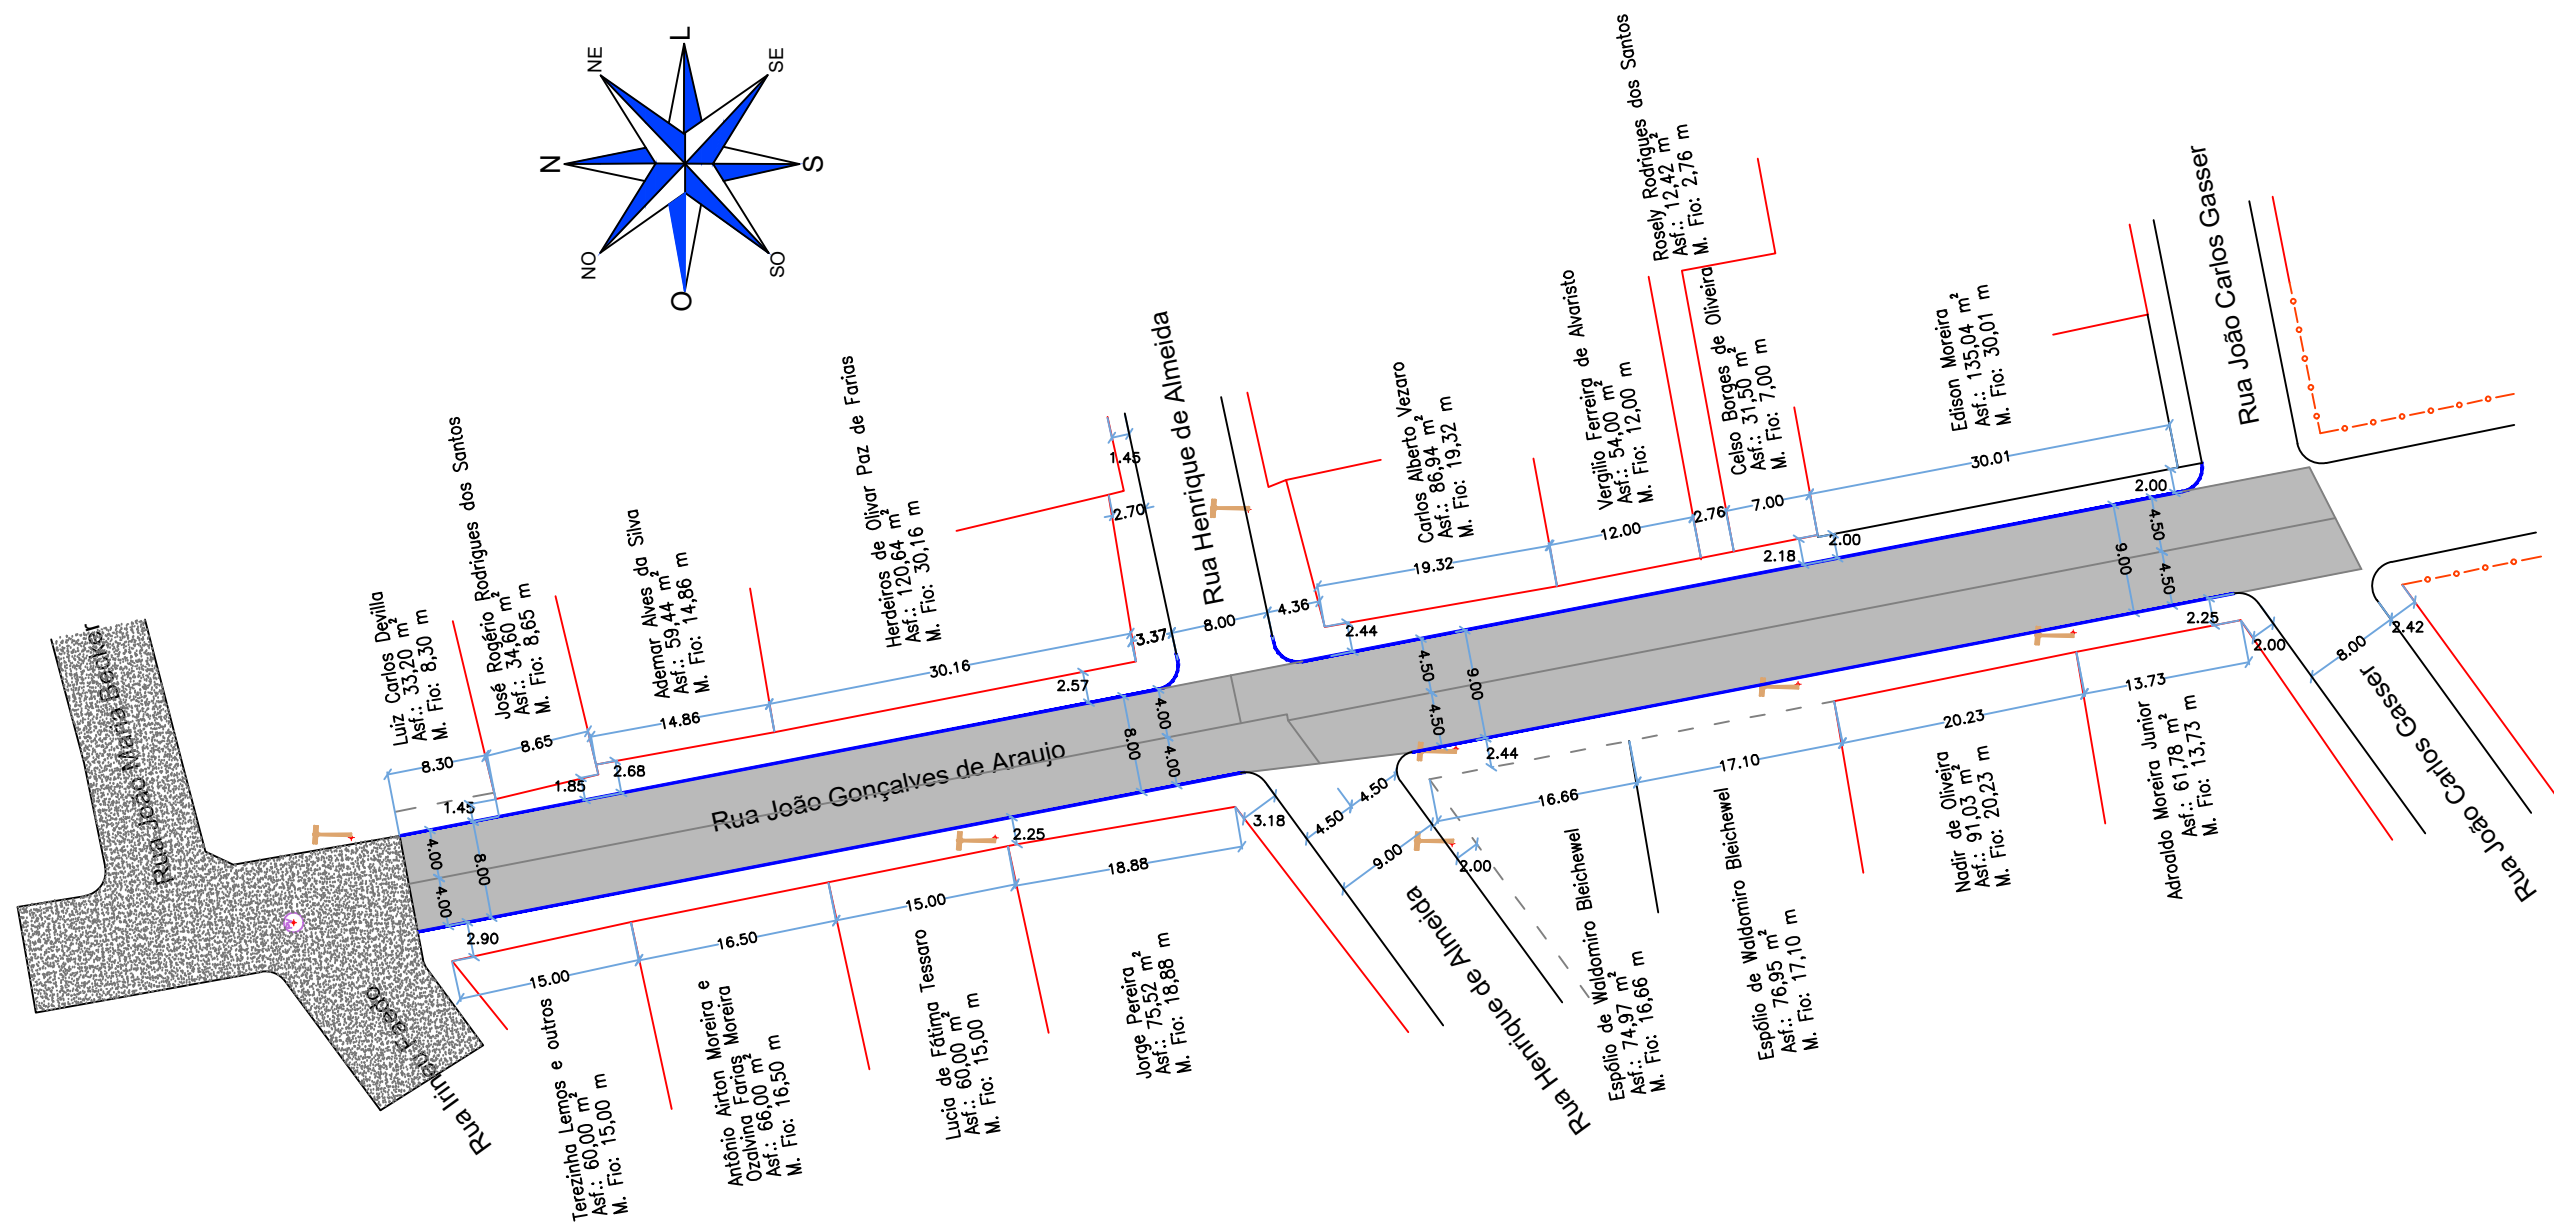 L
NE
SE
N
S
NO
SO
O
Rua João Maria Becker
Rua Irineu
Rua João Gonçalves de Araujo
Rua Henrique de Almeida
Rua João Carlos Gasser
Rua Henrique de Almeida
Rua João Carlos Gasser
Luiz Carlos Devilla
Asf.: 33,20 m²
M. Fio: 8,30 m
José Rogério Rodrigues dos Santos
Asf.: 34,60 m²
M. Fio: 8,65 m
Ademar Alves da Silva
Asf.: 59,44 m²
M. Fio: 14,86 m
Herdeiros de Olivar Paz de Farias
Asf.: 120,64 m²
M. Fio: 30,16 m
Carlos Alberto Vezaro
Asf.: 86,94 m²
M. Fio: 19,32 m
Vergilio Ferreira de Alvaristo
Asf.: 54,00 m²
M. Fio: 12,00 m
Rosely Rodrigues dos Santos
Asf.: 12,42 m²
M. Fio: 2,76 m
Celso Borges de Oliveira
Asf.: 31,50 m²
M. Fio: 7,00 m
Edison Moreira
Asf.: 135,04 m²
M. Fio: 30,01 m
Terezinha Lemos e outros
Asf.: 60,00 m²
M. Fio: 15,00 m
Antônio Airton Moreira e
Ozalvina Farias Moreira
Asf.: 66,00 m²
M. Fio: 16,50 m
Lucia de Fátima Tessaro
Asf.: 60,00 m²
M. Fio: 15,00 m
Jorge Pereira
Asf.: 75,52 m²
M. Fio: 18,88 m
Espólio de Waldomiro Bleichewel
Asf.: 74,97 m²
M. Fio: 16,66 m
Espólio de Waldomiro Bleichewel
Asf.: 76,95 m²
M. Fio: 17,10 m
Nadir de Oliveira
Asf.: 91,03 m²
M. Fio: 20,23 m
Adroaldo Moreira Junior
Asf.: 61,78 m²
M. Fio: 13,73 m
8.30
8.65
14.86
30.16
3.37
8.00
4.36
19.32
12.00
2.76
7.00
30.01
1.45
2.70
1.45
1.85
2.68
2.57
2.44
2.18
2.00
2.00
4.00
4.00
8.00
4.00
4.00
8.00
4.50
4.50
9.00
4.50
4.50
9.00
2.90
15.00
16.50
15.00
2.25
18.88
3.18
4.50
4.50
9.00
2.00
2.44
16.66
17.10
20.23
13.73
2.25
2.00
8.00
2.42